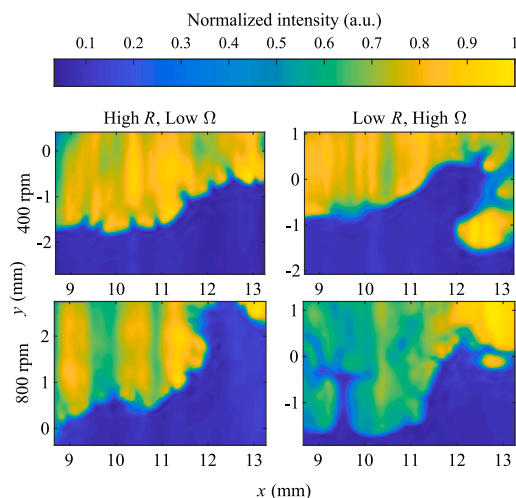 Normalized intensity (a.u.)
0.1 0.2 0.3 0.4 0.5 0.6 0.7 0.8 0.9 1
High R, Low Ω Low R, High Ω
400 rpm
0
-1
-2
9 10 11 12 13
1
0
-1
-2
9 10 11 12 13
y (mm)
800 rpm
2
1
0
9 10 11 12 13
1
0
-1
9 10 11 12 13
x (mm)